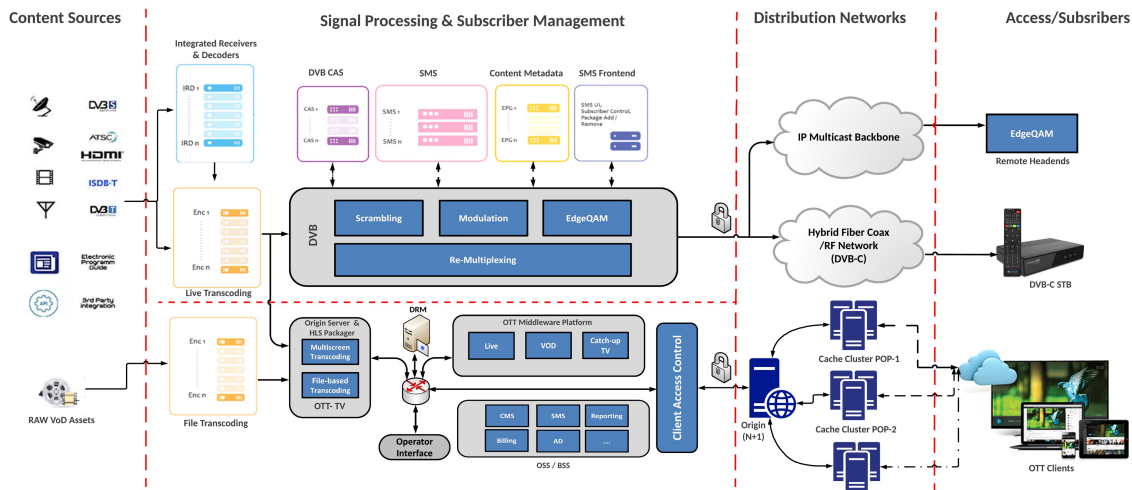 Content Sources
Signal Processing & Subscriber Management
Distribution Networks
Access/Subsribers
Integrated Receivers
& Decoders
IRD 1
IRD n
DVB CAS
CAS 1
CAS n
SMS
SMS 1
SMS n
Content Metadata
EPG 1
EPG n
SMS Frontend
SMS UI,
Subscriber Control,
Package Add /
Remove
DVB S
ATSC
HDMI
ISDB-T
DVB T
Electronic
Programm
Guide
API
3rd Party
Integration
Enc 1
Enc n
Live Transcoding
DVB
Scrambling
Modulation
EdgeQAM
Re-Multiplexing
IP Multicast Backbone
EdgeQAM
Remote Headends
Hybrid Fiber Coax
/RF Network
(DVB-C)
DVB-C STB
RAW VoD Assets
Enc 1
Enc n
File Transcoding
Origin Server &
HLS Packager
Multiscreen
Transcoding
File-based
Transcoding
OTT- TV
DRM
Operator
Interface
OTT Middleware Platform
Live
VOD
Catch-up
TV
CMS
SMS
Reporting
Billing
AD
....
OSS / BSS
Client Access Control
Origin
(N+1)
Cache Cluster POP-1
Cache Cluster POP-2
OTT Clients